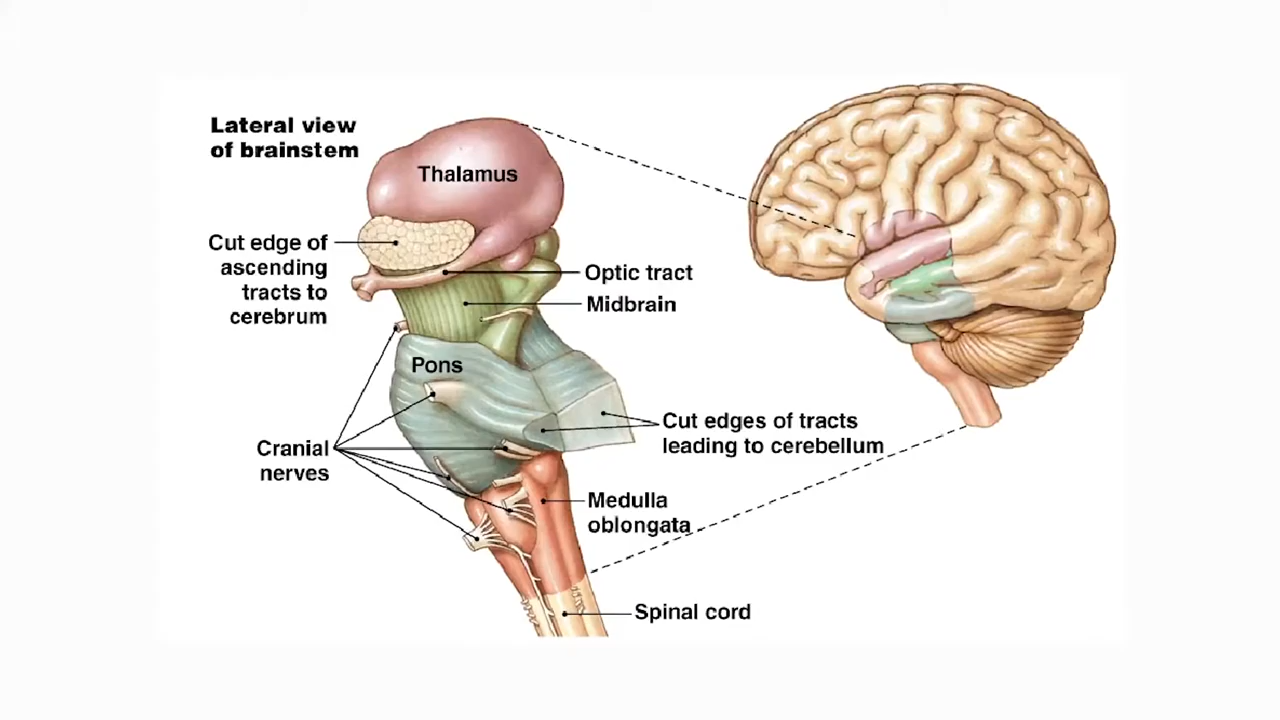 Lateral view
of brainstem
Thalamus
Cut edge of
ascending
tracts to
cerebrum
Optic tract
Midbrain
Pons
Cut edges of tracts
leading to cerebellum
Cranial
nerves
Medulla
oblongata
Spinal cord